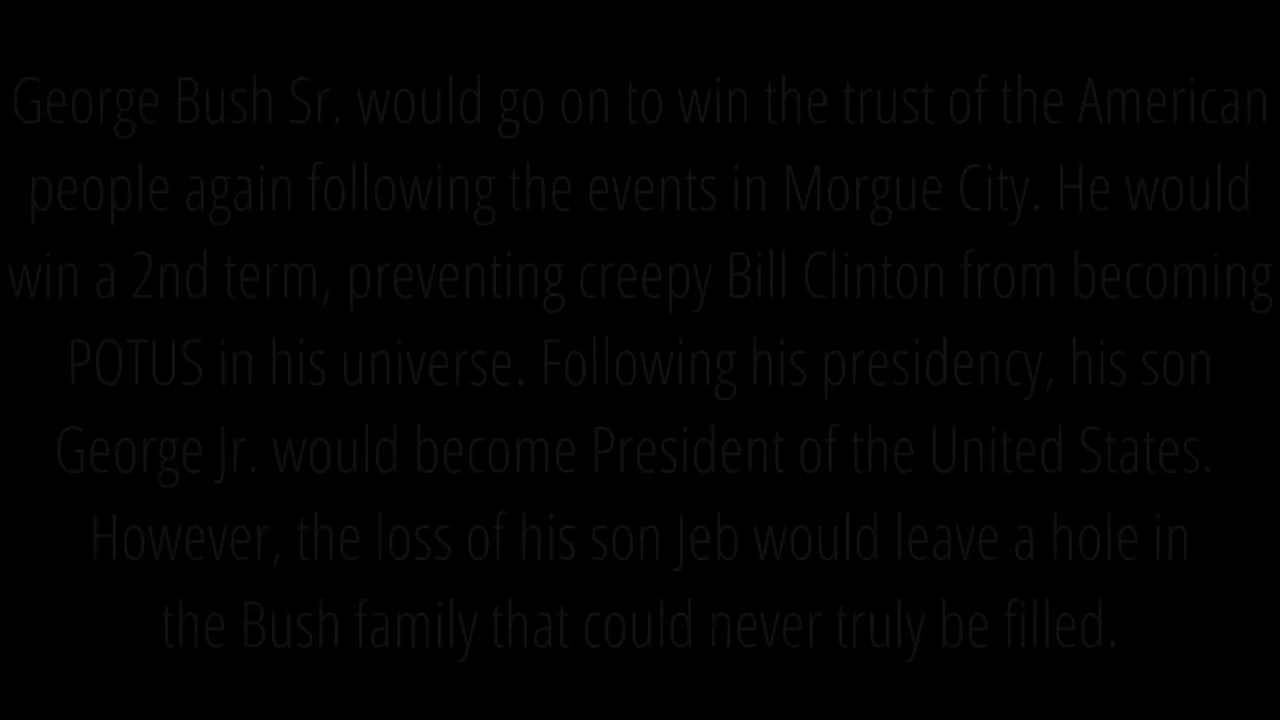 George Bush Sr. would go on to win the trust of the American
people again following the events in Morgue City. He would
win a 2nd term, preventing creepy Bill Clinton from becoming
POTUS in his universe. Following his presidency, his son
George Jr. would become President of the United States.
However, the loss of his son Jeb would leave a hole in
the Bush family that could never truly be filled.